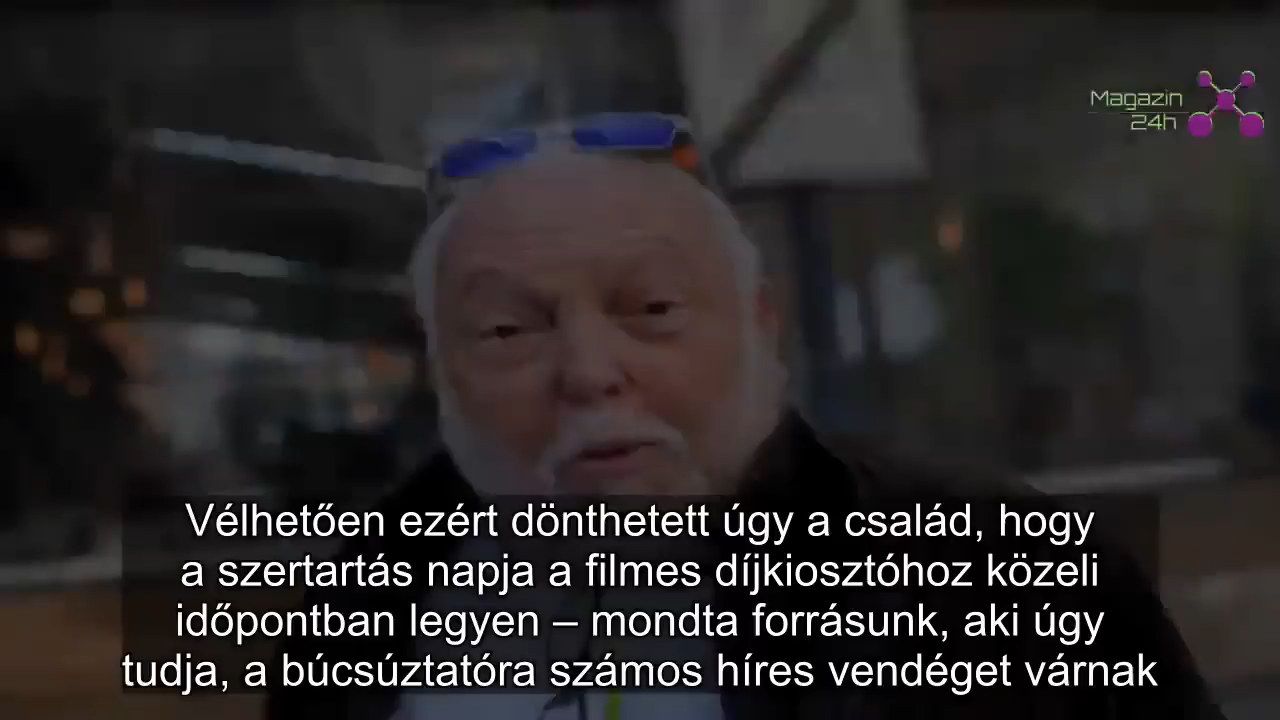 Magazin
24h
Vélhetően ezért dönthetett úgy a család, hogy
a szertartás napja a filmes díjkiosztóhoz közeli
időpontban legyen – mondta forrásunk, aki úgy
tudja, a búcsúztatóra számos híres vendéget várnak